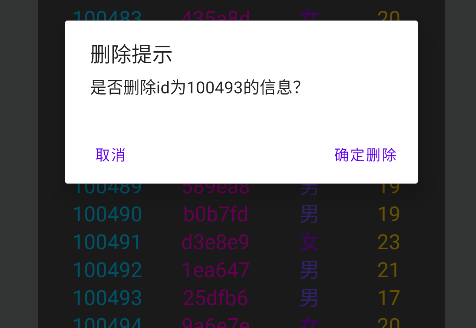 100483 435a8d 女 20
删除提示
是否删除id为100493的信息?
取消 确定删除
100489 589ea8 男 19
100490 b0b7fd 男 19
100491 d3e8e9 女 23
100492 1ea647 男 21
100493 25dfb6 男 17
100494 9a6e7e 女 20